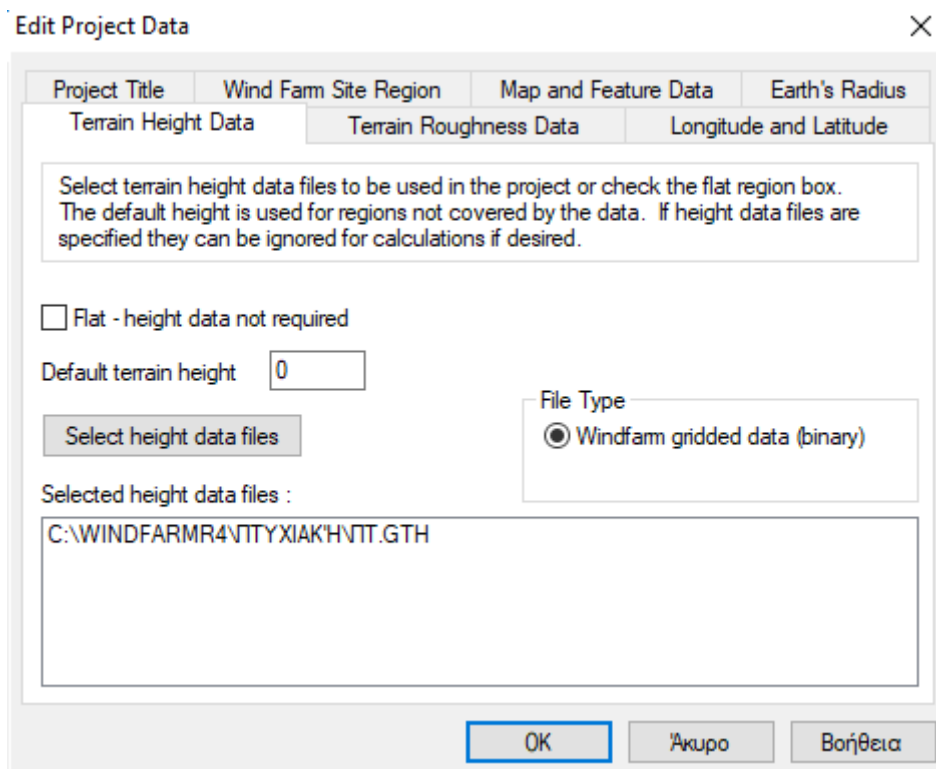 Edit Project Data
Project Title Wind Farm Site Region Map and Feature Data Earth's Radius
Terrain Height Data Terrain Roughness Data Longitude and Latitude
Select terrain height data files to be used in the project or check the flat region box.
The default height is used for regions not covered by the data. If height data files are
specified they can be ignored for calculations if desired.
Flat - height data not required
Default terrain height 0
File Type
Select height data files
Windfarm gridded data (binary)
Selected height data files :
C:\WINDFARMR4\ΠΤΥΧΙΑΚΉ\ΠΤ.GTH
OK Άκυρο Βοήθεια